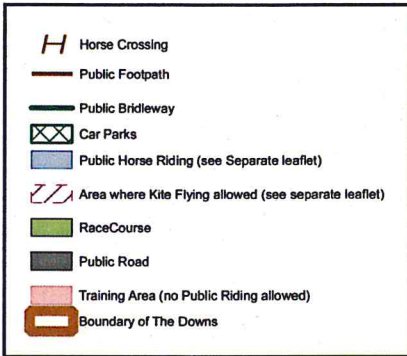 Horse Crossing
Public Footpath
Public Bridleway
Car Parks
Public Horse Riding (see Separate leaflet)
Area where Kite Flying allowed (see separate leaflet)
RaceCourse
Public Road
Training Area (no Public Riding allowed)
Boundary of The Downs